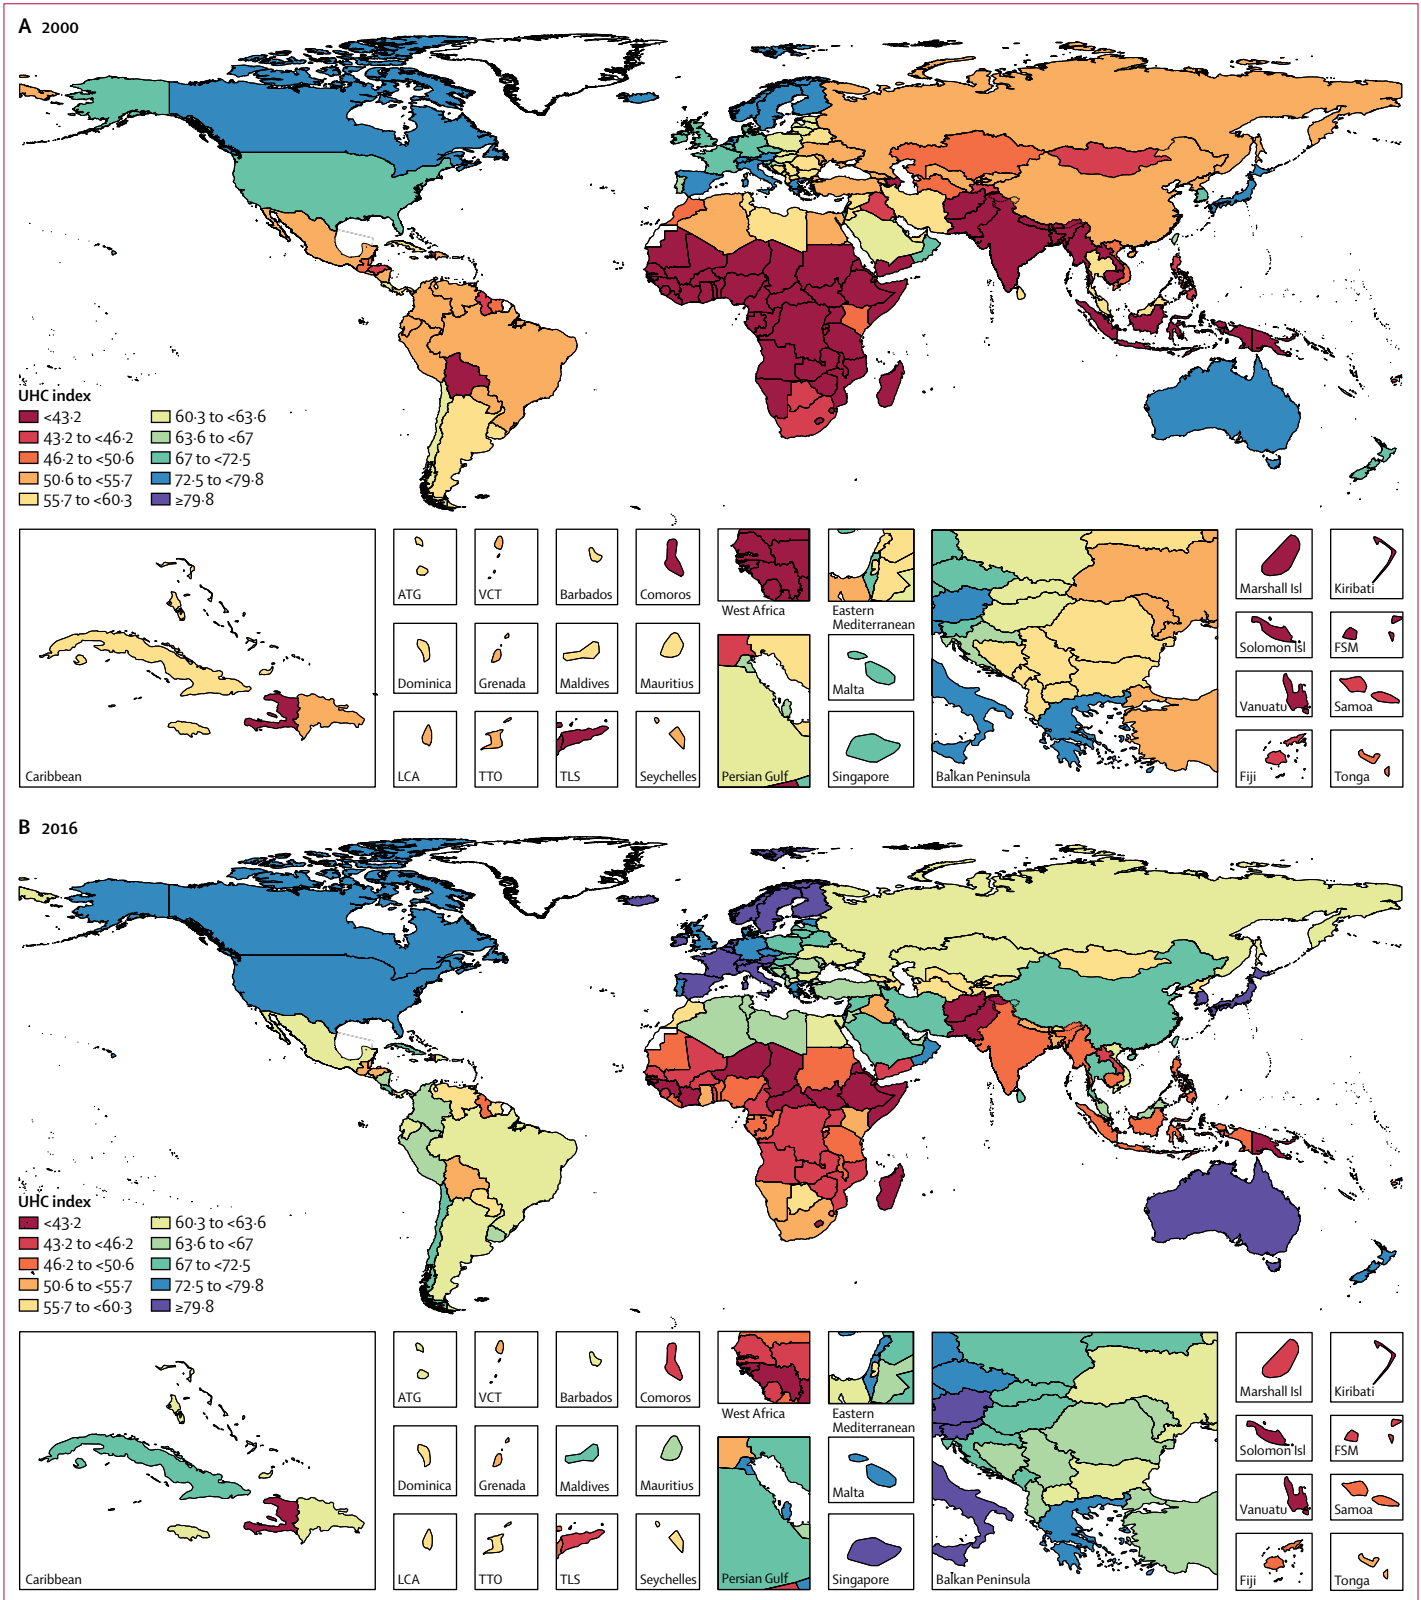 A 2000
UHC index
<43·2
43·2 to <46·2
46·2 to <50·6
50·6 to <55·7
55·7 to <60·3
60·3 to <63·6
63·6 to <67
67 to <72·5
72·5 to <79·8
≥79·8
Caribbean
ATG
VCT
Barbados
Comoros
West Africa
Eastern
Mediterranean
Marshall Isl
Kiribati
Dominica
Grenada
Maldives
Mauritius
Malta
Solomon Isl
FSM
LCA
TTO
TLS
Seychelles
Persian Gulf
Singapore
Balkan Peninsula
Vanuatu
Samoa
Fiji
Tonga
B 2016
UHC index
<43·2
43·2 to <46·2
46·2 to <50·6
50·6 to <55·7
55·7 to <60·3
60·3 to <63·6
63·6 to <67
67 to <72·5
72·5 to <79·8
≥79·8
Caribbean
ATG
VCT
Barbados
Comoros
West Africa
Eastern
Mediterranean
Marshall Isl
Kiribati
Dominica
Grenada
Maldives
Mauritius
Malta
Solomon Isl
FSM
LCA
TTO
TLS
Seychelles
Persian Gulf
Singapore
Balkan Peninsula
Vanuatu
Samoa
Fiji
Tonga